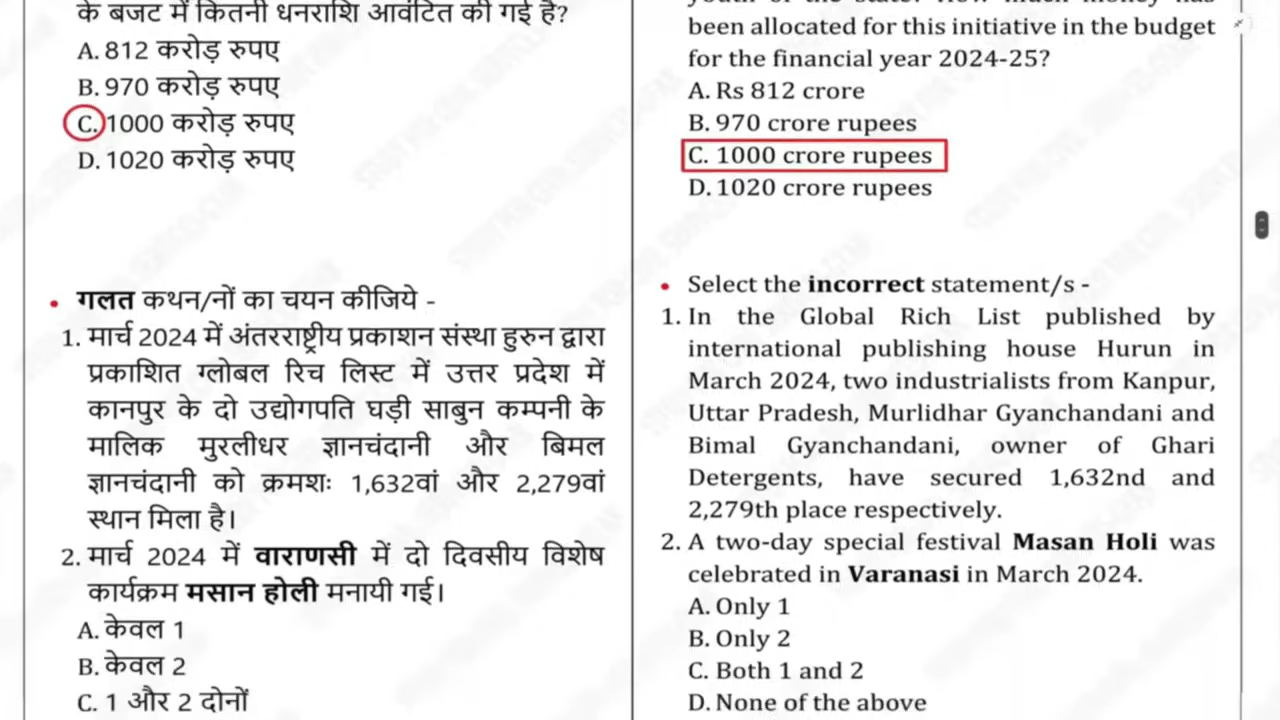 के बजट में कितनी धनराशि आवंटित की गई है?
A. 812 करोड़ रुपए
B. 970 करोड़ रुपए
C. 1000 करोड़ रुपए
D. 1020 करोड़ रुपए
• गलत कथन/नों का चयन कीजिये -
1. मार्च 2024 में अंतरराष्ट्रीय प्रकाशन संस्था हुरुन द्वारा
प्रकाशित ग्लोबल रिच लिस्ट में उत्तर प्रदेश में
कानपुर के दो उद्योगपति घड़ी साबुन कम्पनी के
मालिक मुरलीधर ज्ञानचंदानी और बिमल
ज्ञानचंदानी को क्रमशः 1,632वां और 2,279वां
स्थान मिला है।
2. मार्च 2024 में वाराणसी में दो दिवसीय विशेष
कार्यक्रम मसान होली मनायी गई।
A. केवल 1
B. केवल 2
C. 1 और 2 दोनों
been allocated for this initiative in the budget
for the financial year 2024-25?
A. Rs 812 crore
B. 970 crore rupees
C. 1000 crore rupees
D. 1020 crore rupees
• Select the incorrect statement/s -
1. In the Global Rich List published by
international publishing house Hurun in
March 2024, two industrialists from Kanpur,
Uttar Pradesh, Murlidhar Gyanchandani and
Bimal Gyanchandani, owner of Ghari
Detergents, have secured 1,632nd and
2,279th place respectively.
2. A two-day special festival Masan Holi was
celebrated in Varanasi in March 2024.
A. Only 1
B. Only 2
C. Both 1 and 2
D. None of the above